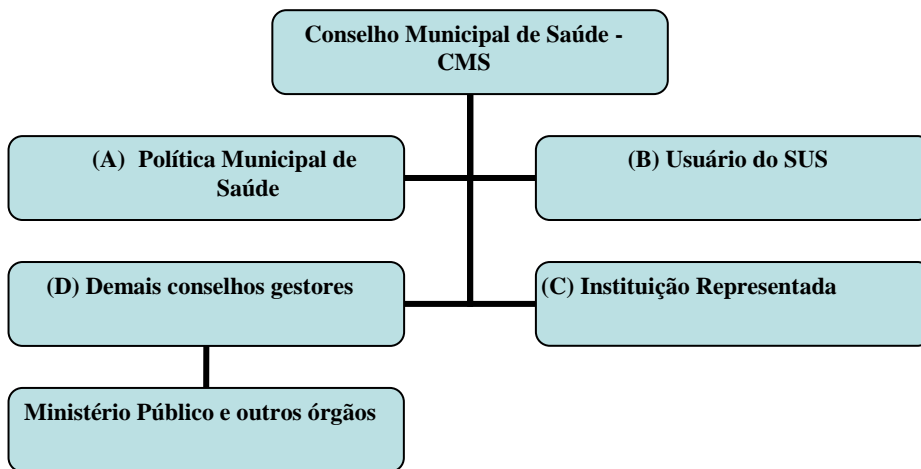 Conselho Municipal de Saúde -
CMS
(A) Política Municipal de
Saúde
(B) Usuário do SUS
(D) Demais conselhos gestores
(C) Instituição Representada
Ministério Público e outros órgãos